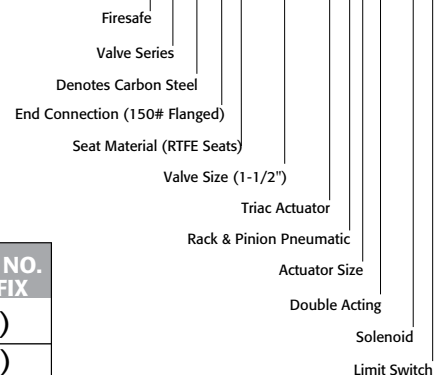 Firesafe
Valve Series
Denotes Carbon Steel
End Connection (150# Flanged)
Seat Material (RTFE Seats)
Valve Size (1-1/2")
Triac Actuator
Rack & Pinion Pneumatic
Actuator Size
Double Acting
Solenoid
Limit Switch
NO.
FIX
)
)